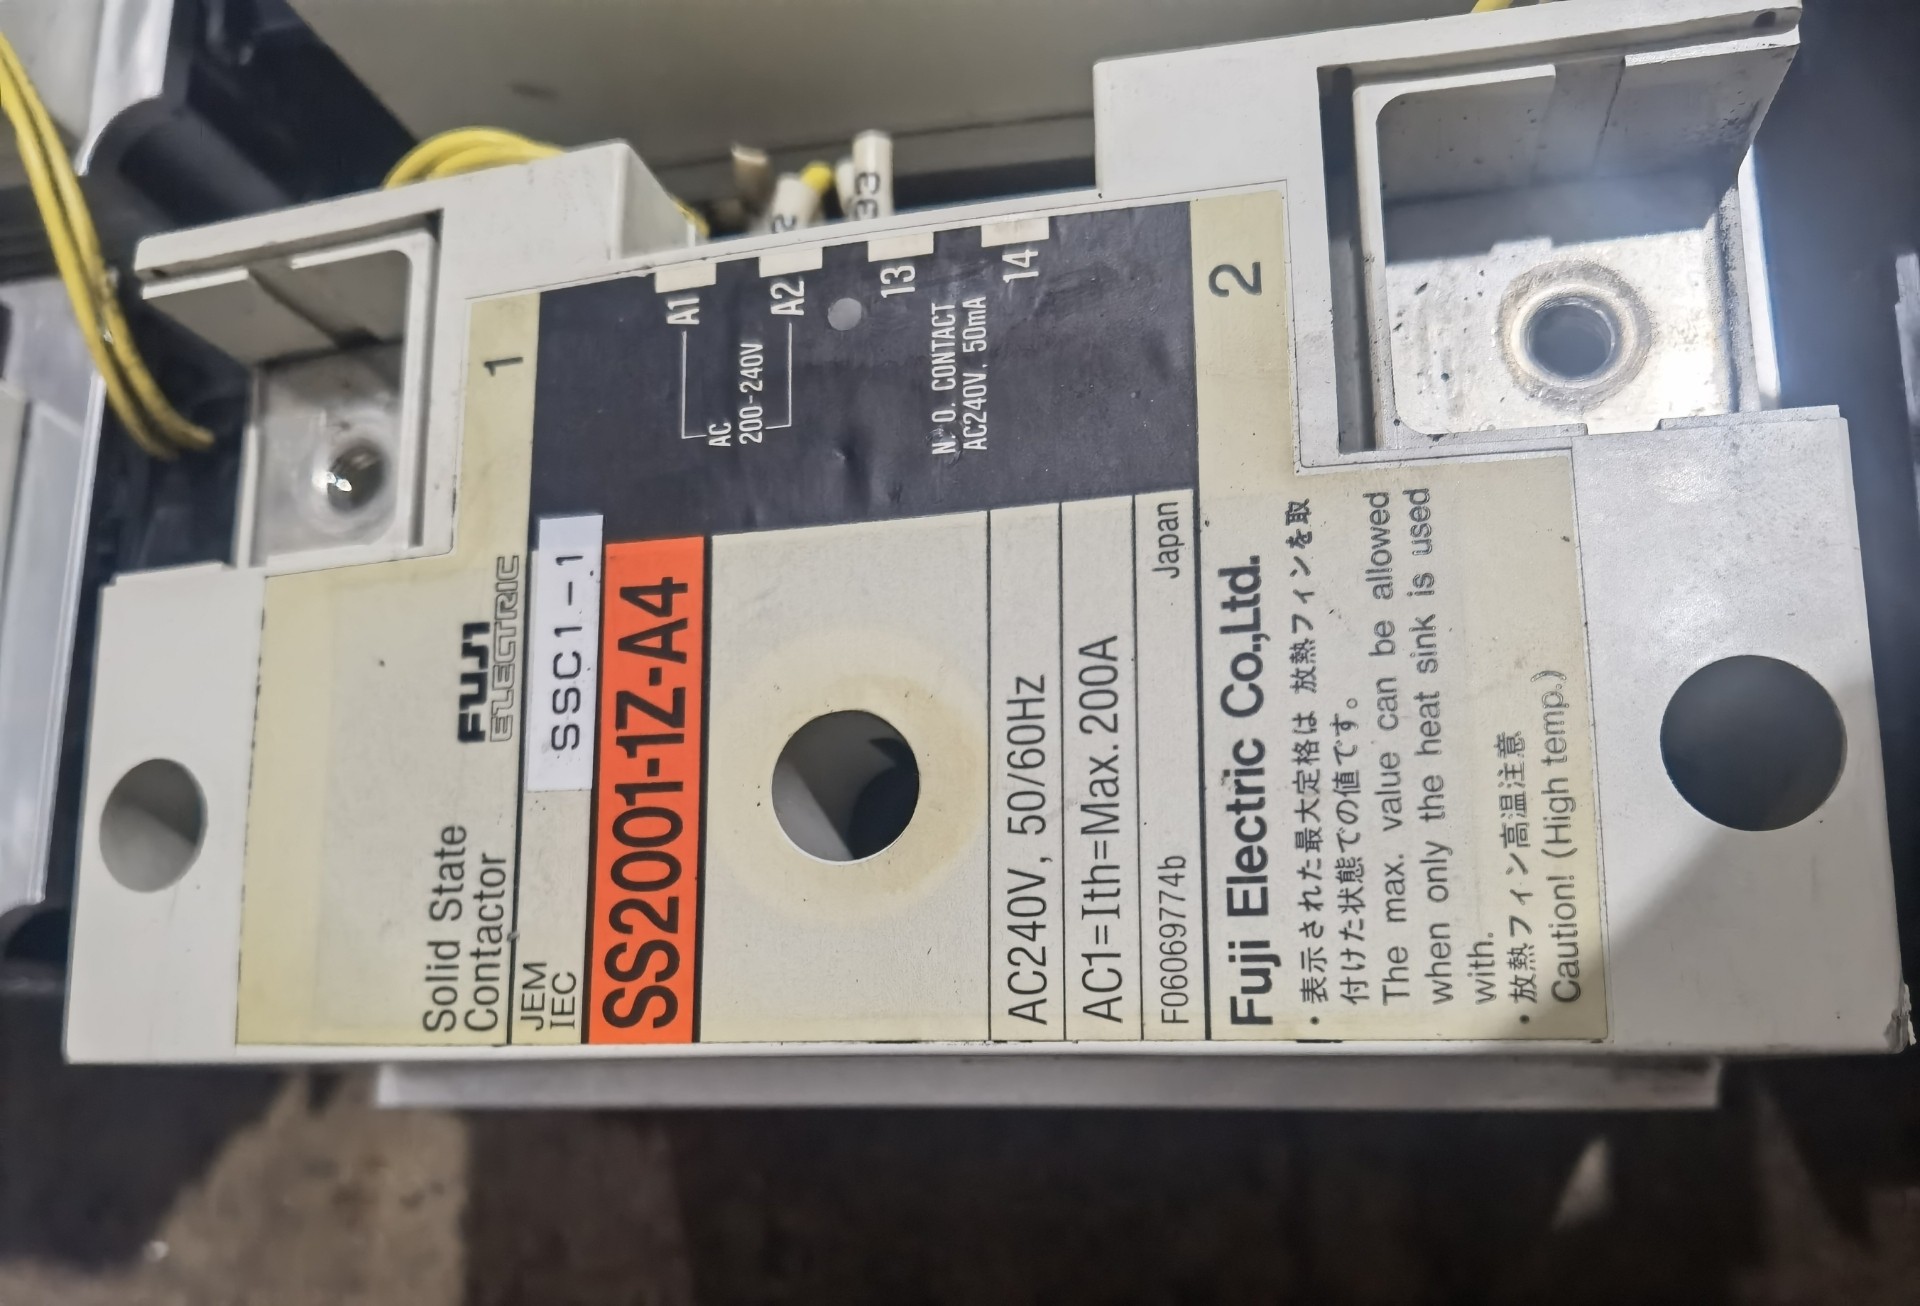 Solid State
Contactor
FUJI
ELECTRIC
1
JEM
IEC
SSC1-1
SS2001-1Z-A4
A1
A2
AC
200-240V
13
14
N. O. CONTACT
AC240V, 50mA
AC240V, 50/60Hz
AC1=Ith=Max. 200A
F06069774b
Japan
2
Fuji Electric Co.,Ltd.
・表示された最大定格は 放熱フィンを取
付けた状態での値です。
The max. value can be allowed
when only the heat sink is used
with.
・放熱フィン高温注意
Caution! (High temp.)
33